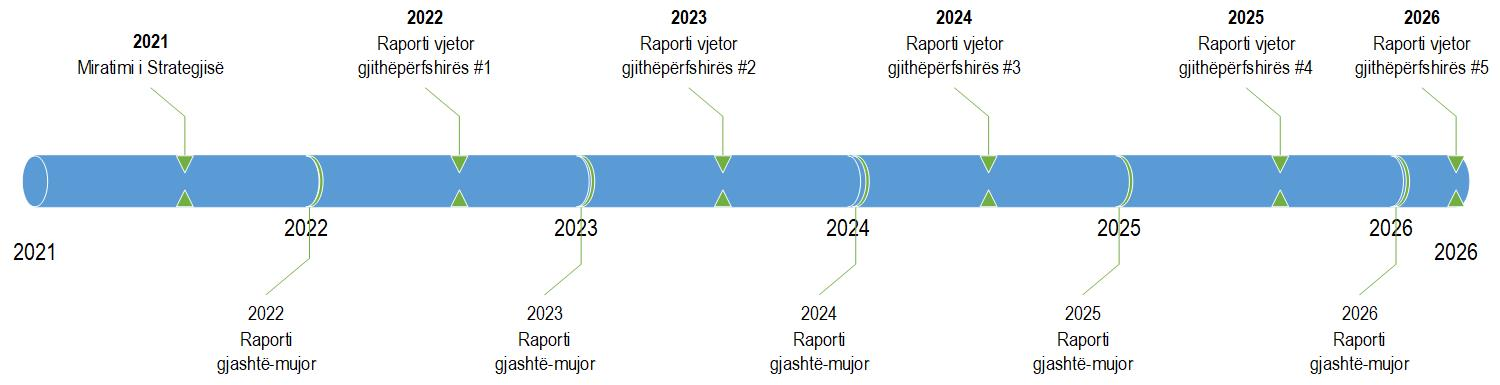 2021
Miratimi i Strategjisë
2022
Raporti vjetor
gjithëpërfshirës #1
2023
Raporti vjetor
gjithëpërfshirës #2
2024
Raporti vjetor
gjithëpërfshirës #3
2025
Raporti vjetor
gjithëpërfshirës #4
2026
Raporti vjetor
gjithëpërfshirës #5
2021
2022
2023
2024
2025
2026
2026
2022
Raporti
gjashtë-mujor
2023
Raporti
gjashtë-mujor
2024
Raporti
gjashtë-mujor
2025
Raporti
gjashtë-mujor
2026
Raporti
gjashtë-mujor